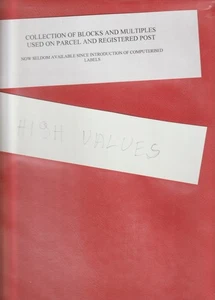 COLLECTION OF BLOCKS AND MULTIPLES
USED ON PARCEL AND REGISTERED POST
NOW SELDOM AVAILABLE SINCE INTRODUCTION OF COMPUTERISED
LABELS
HIGH VALUES